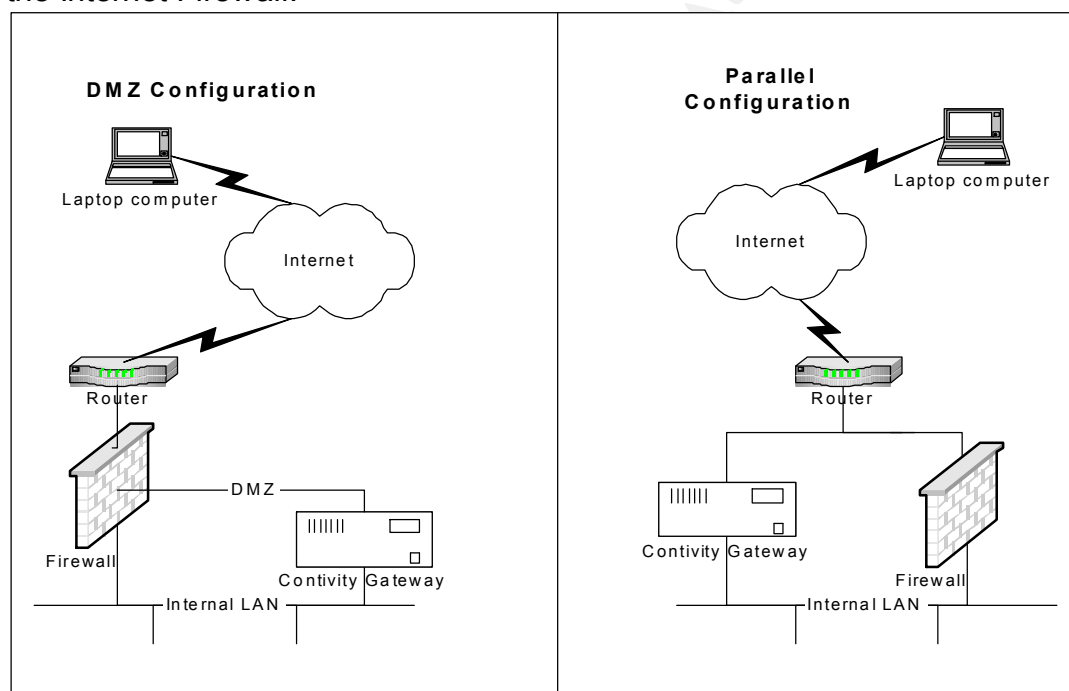 the Internet Firewall.
DMZ Configuration
Laptop computer
Internet
Router
DMZ
Firewall
Contivity Gateway
Internal LAN
Parallel
Configuration
Laptop computer
Internet
Router
Contivity Gateway
Firewall
Internal LAN